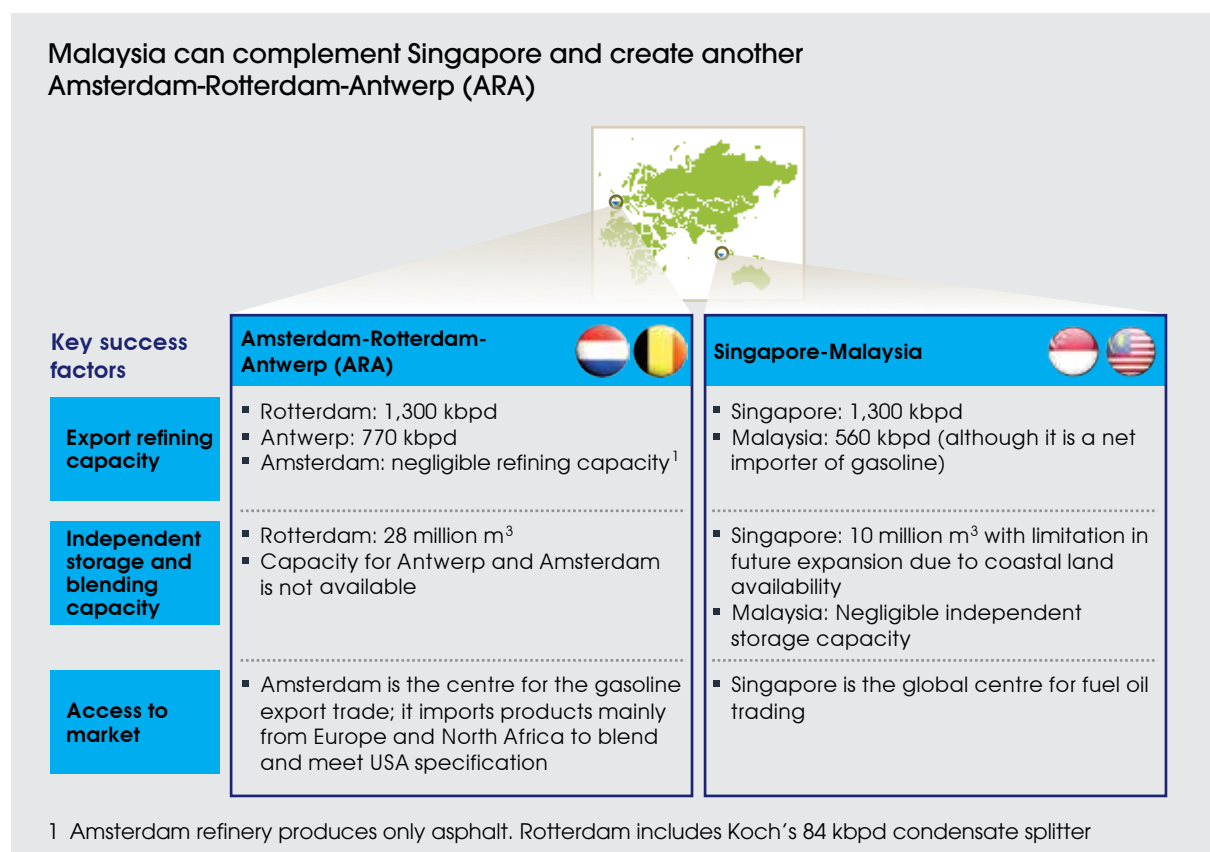 Malaysia can complement Singapore and create another
Amsterdam-Rotterdam-Antwerp (ARA)
Key success
factors
Amsterdam-Rotterdam-
Antwerp (ARA)
Singapore-Malaysia
Export refining
capacity
▪ Rotterdam: 1,300 kbpd
▪ Antwerp: 770 kbpd
▪ Amsterdam: negligible refining capacity¹
▪ Singapore: 1,300 kbpd
▪ Malaysia: 560 kbpd (although it is a net
importer of gasoline)
Independent
storage and
blending
capacity
▪ Rotterdam: 28 million m³
▪ Capacity for Antwerp and Amsterdam
is not available
▪ Singapore: 10 million m³ with limitation in
future expansion due to coastal land
availability
▪ Malaysia: Negligible independent
storage capacity
Access to
market
▪ Amsterdam is the centre for the gasoline
export trade; it imports products mainly
from Europe and North Africa to blend
and meet USA specification
▪ Singapore is the global centre for fuel oil
trading
1 Amsterdam refinery produces only asphalt. Rotterdam includes Koch's 84 kbpd condensate splitter